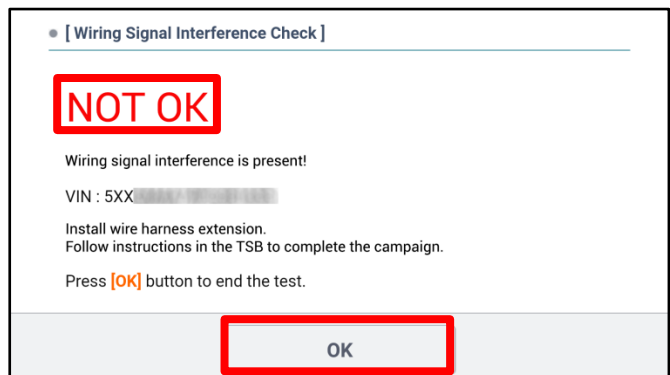 [ Wiring Signal Interference Check ]
NOT OK
Wiring signal interference is present!
VIN : 5XX
Install wire harness extension.
Follow instructions in the TSB to complete the campaign.
Press [OK] button to end the test.
OK